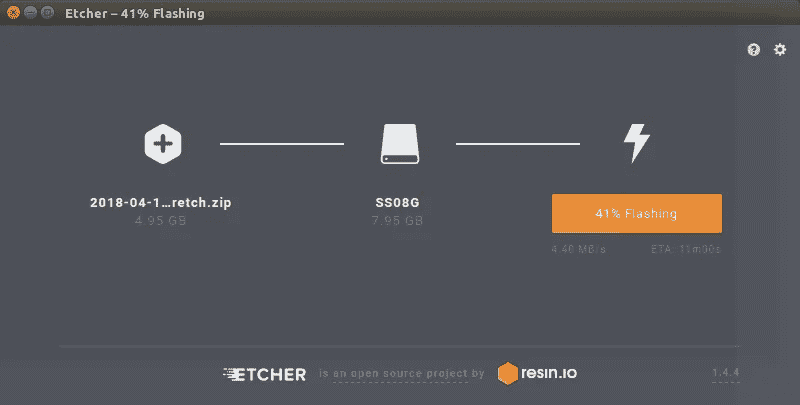 Etcher – 41% Flashing
2018-04-1...retch.zip
4.95 GB
SS08G
7.95 GB
41% Flashing
4.40 MB/s
ETA: 11m00s
ETCHER is an open source project by resin.io
1.4.4